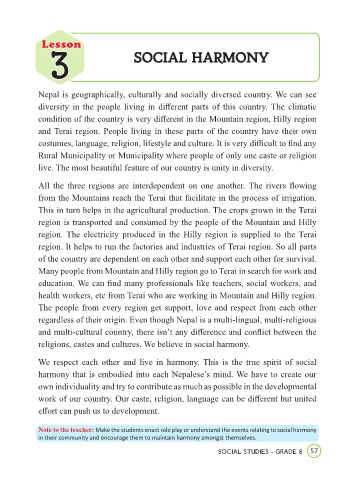 Lesson
3
SOCIAL HARMONY
Nepal is geographically, culturally and socially diversed country. We can see
diversity in the people living in different parts of this country. The climatic
condition of the country is very different in the Mountain region, Hilly region
and Terai region. People living in these parts of the country have their own
costumes, language, religion, lifestyle and culture. It is very difficult to find any
Rural Municipality or Municipality where people of only one caste or religion
live. The most beautiful feature of our country is unity in diversity.
All the three regions are interdependent on one another. The rivers flowing
from the Mountains reach the Terai that facilitate in the process of irrigation.
This in turn helps in the agricultural production. The crops grown in the Terai
region is transported and consumed by the people of the Mountain and Hilly
region. The electricity produced in the Hilly region is supplied to the Terai
region. It helps to run the factories and industries of Terai region. So all parts
of the country are dependent on each other and support each other for survival.
Many people from Mountain and Hilly region go to Terai in search for work and
education. We can find many professionals like teachers, social workers, and
health workers, etc from Terai who are working in Mountain and Hilly region.
The people from every region get support, love and respect from each other
regardless of their origin. Even though Nepal is a multi-lingual, multi-religious
and multi-cultural country, there isn't any difference and conflict between the
religions, castes and cultures. We believe in social harmony.
We respect each other and live in harmony. This is the true spirit of social
harmony that is embodied into each Nepalese's mind. We have to create our
own individuality and try to contribute as much as possible in the developmental
work of our country. Our caste, religion, language can be different but united
effort can push us to development.
Note to the teacher: Make the students enact role play or understand the events relating to social harmony
in their community and encourage them to maintain harmony amongst themselves.
SOCIAL STUDIES - GRADE 8 57